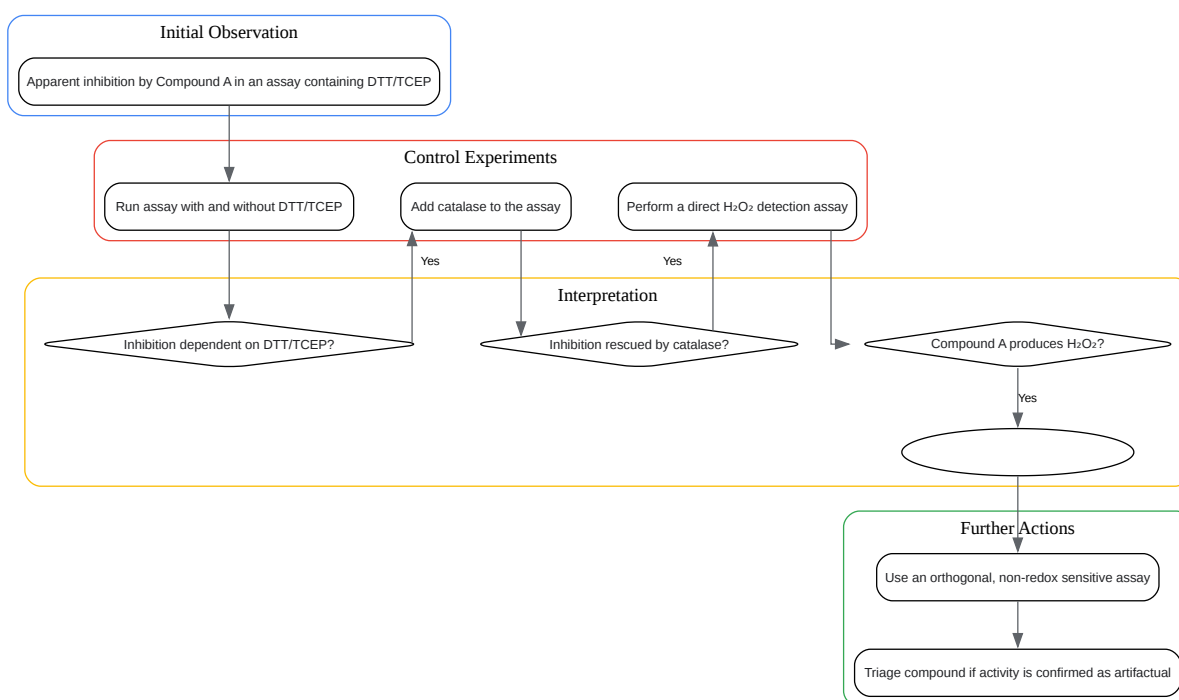 Initial Observation
Apparent inhibition by Compound A in an assay containing DTT/TCEP
Control Experiments
Run assay with and without DTT/TCEP
Add catalase to the assay
Perform a direct H₂O₂ detection assay
Yes
Yes
Interpretation
Inhibition dependent on DTT/TCEP?
Inhibition rescued by catalase?
Compound A produces H₂O₂?
Yes
Further Actions
Use an orthogonal, non-redox sensitive assay
Triage compound if activity is confirmed as artifactual